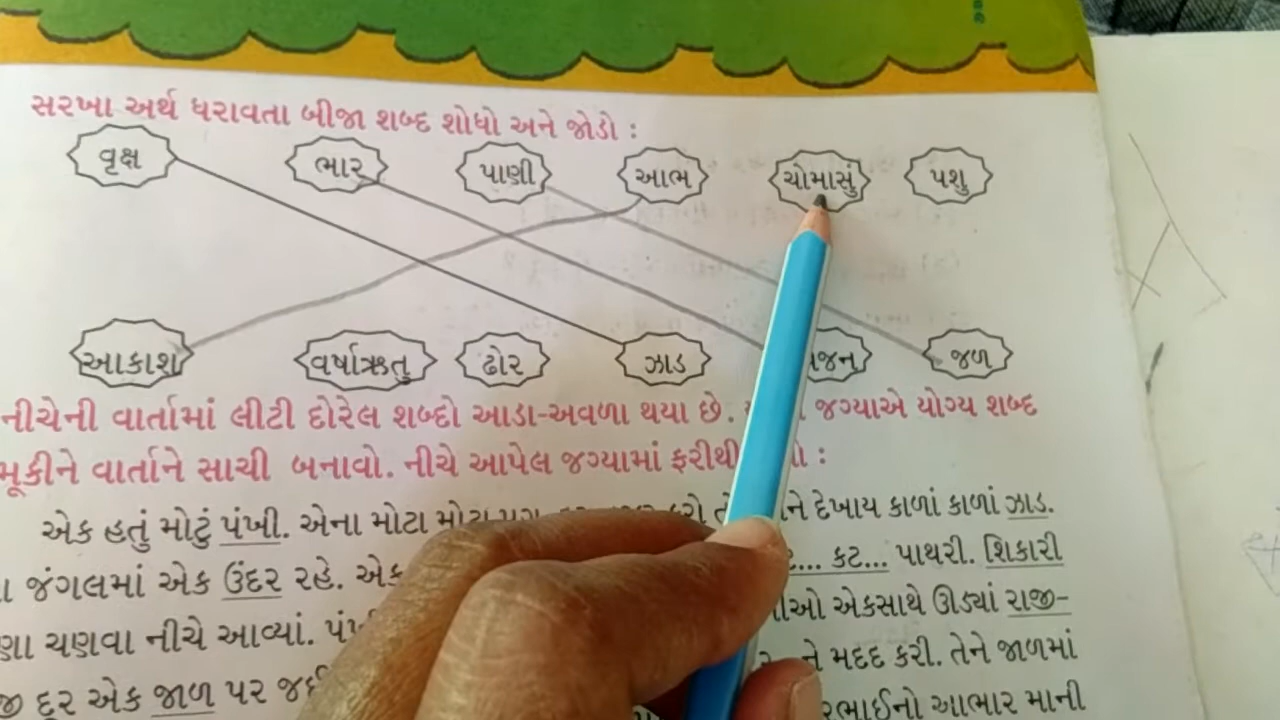 સરખા અર્થ ધરાવતા બીજા શબ્દ શોધો અને જોડો :
વૃક્ષ ભાર પાણી આભ ચોમાસું પશુ
આકાશ વર્ષાઋતુ ઢોર ઝાડ જળ
નીચેની વાર્તામાં લીટી દોરેલ શબ્દો આડા-અવળા થયા છે. જગ્યાએ યોગ્ય શબ્દ
મૂકીને વાર્તાને સાચી બનાવો. નીચે આપેલ જગ્યામાં ફરીથી :
એક હતું મોટું પંખી. એના મોટા મોટા દેખાય કાળાં કાળાં ઝાડ.
જંગલમાં એક ઉંદર રહે. કટ... પાથરી. શિકારી
ચણવા નીચે આવ્યાં. એકસાથે ઊડ્યાં રાજી-
દૂર એક જાળ પર મદદ કરી. તેને જાળમાં
આભાર માની